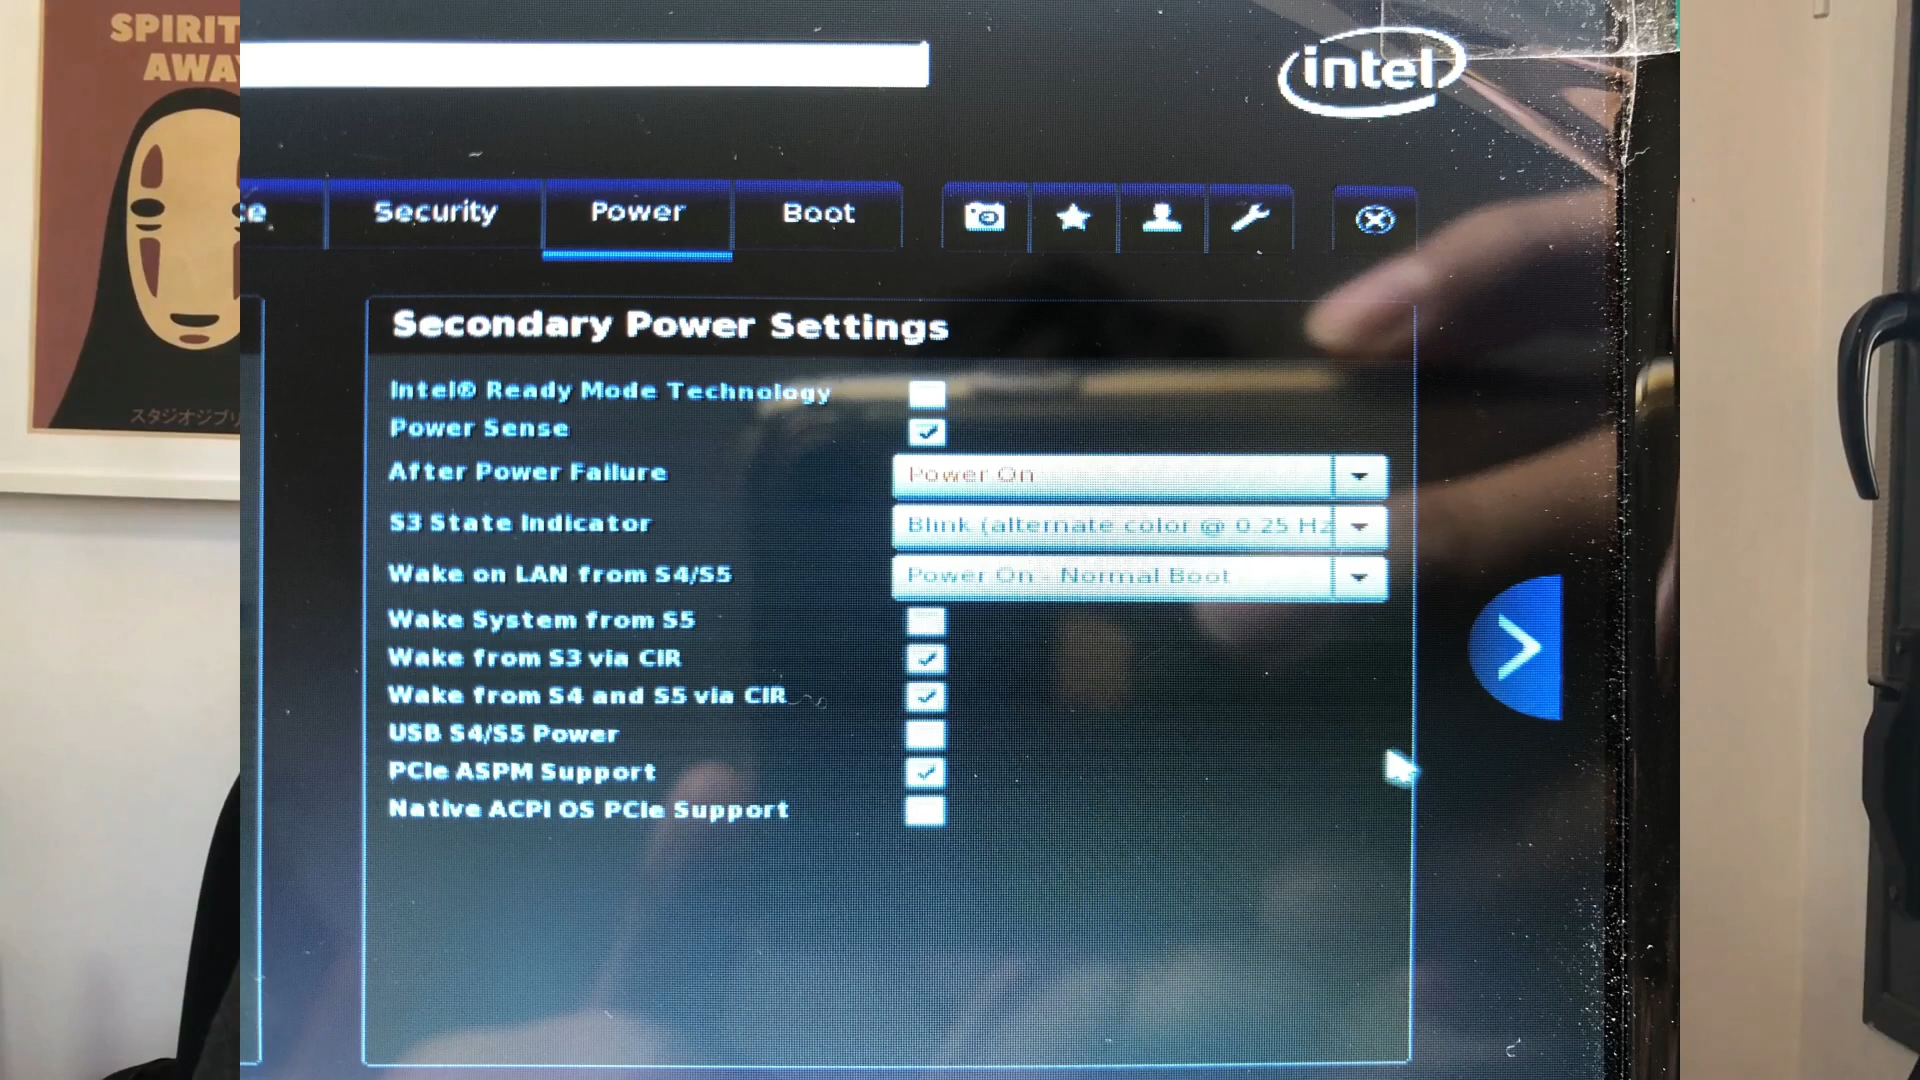 SPIRIT
AWA
intel
ce
Security
Power
Boot
Secondary Power Settings
Intel® Ready Mode Technology
Power Sense
After Power Failure
Power On
S3 State Indicator
Blink (alternate color @ 0.25 Hz
Wake on LAN from S4/S5
Power On - Normal Boot
Wake System from S5
Wake from S3 via CIR
Wake from S4 and S5 via CIR
USB S4/S5 Power
PCIe ASPM Support
Native ACPI OS PCIe Support
スタジオジブリ